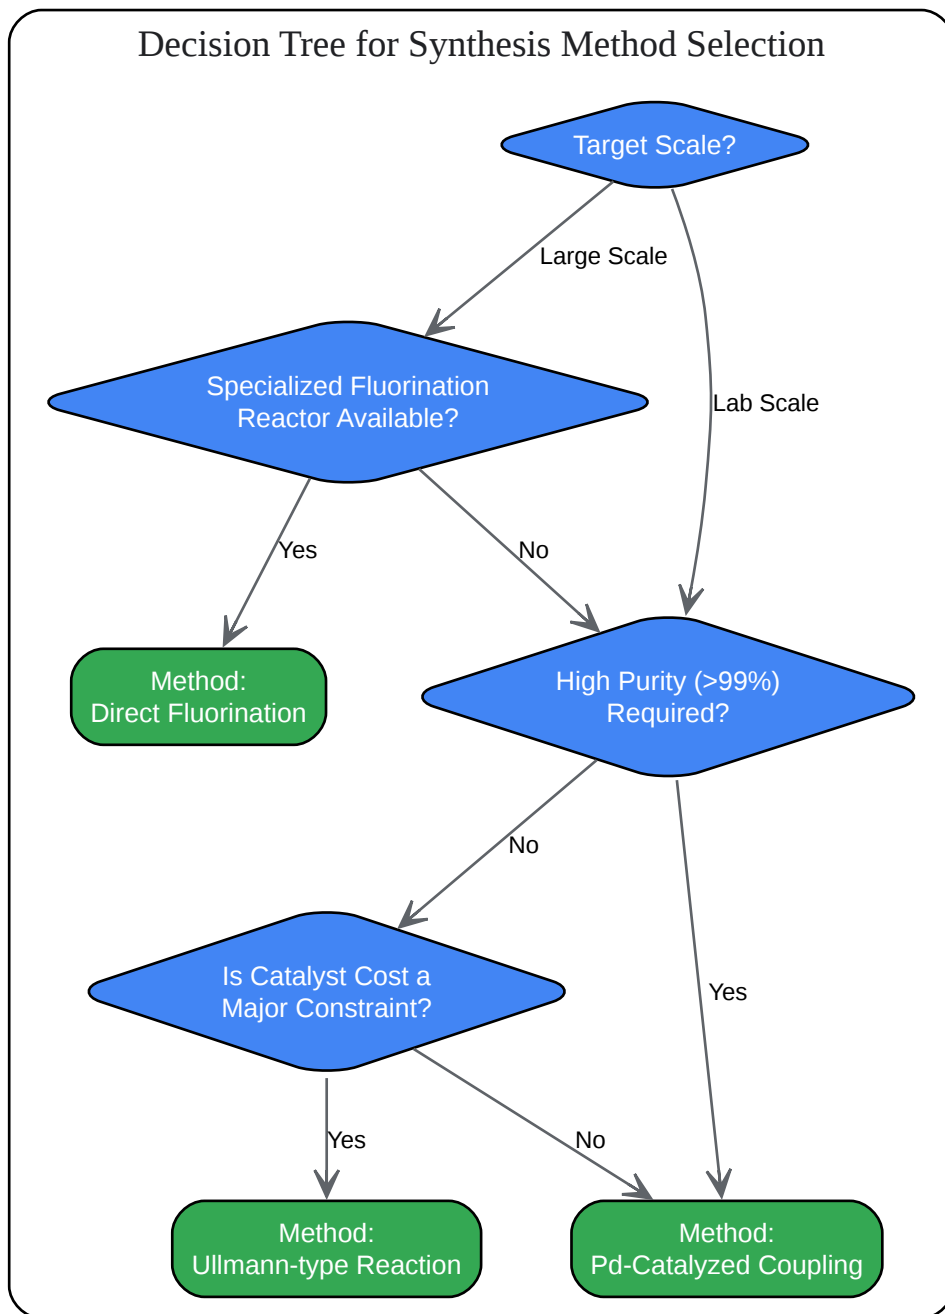 Decision Tree for Synthesis Method Selection
Target Scale?
Large Scale
Lab Scale
Specialized Fluorination
Reactor Available?
Yes
No
Method:
Direct Fluorination
High Purity (>99%)
Required?
No
Yes
Is Catalyst Cost a
Major Constraint?
Yes
No
Method:
Ullmann-type Reaction
Method:
Pd-Catalyzed Coupling